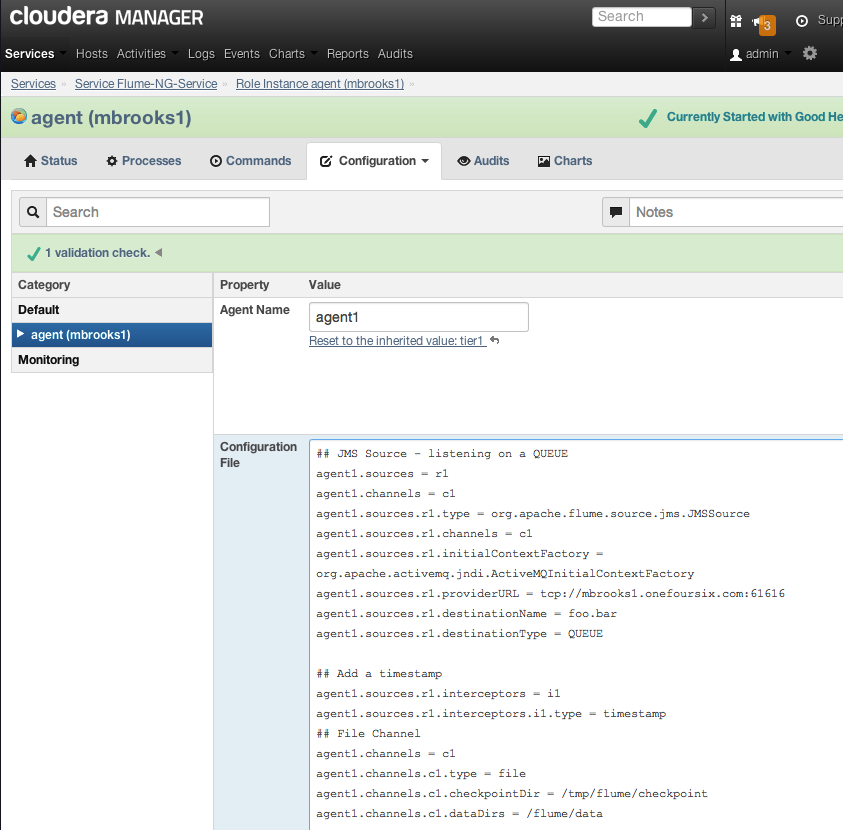 cloudera MANAGER
Search
3
Supp
Services Hosts Activities Logs Events Charts Reports Audits
admin
Services » Service Flume-NG-Service » Role Instance agent (mbrooks1) »
agent (mbrooks1)
Currently Started with Good He
Status Processes Commands Configuration Audits Charts
Search
Notes
1 validation check.
Category
Property Value
Default
agent (mbrooks1)
Monitoring
Agent Name
agent1
Reset to the inherited value: tier1
Configuration
File
## JMS Source - listening on a QUEUE
agent1.sources = r1
agent1.channels = c1
agent1.sources.r1.type = org.apache.flume.source.jms.JMSSource
agent1.sources.r1.channels = c1
agent1.sources.r1.initialContextFactory =
org.apache.activemq.jndi.ActiveMQInitialContextFactory
agent1.sources.r1.providerURL = tcp://mbrooks1.onefoursix.com:61616
agent1.sources.r1.destinationName = foo.bar
agent1.sources.r1.destinationType = QUEUE
## Add a timestamp
agent1.sources.r1.interceptors = i1
agent1.sources.r1.interceptors.i1.type = timestamp
## File Channel
agent1.channels = c1
agent1.channels.c1.type = file
agent1.channels.c1.checkpointDir = /tmp/flume/checkpoint
agent1.channels.c1.dataDirs = /flume/data